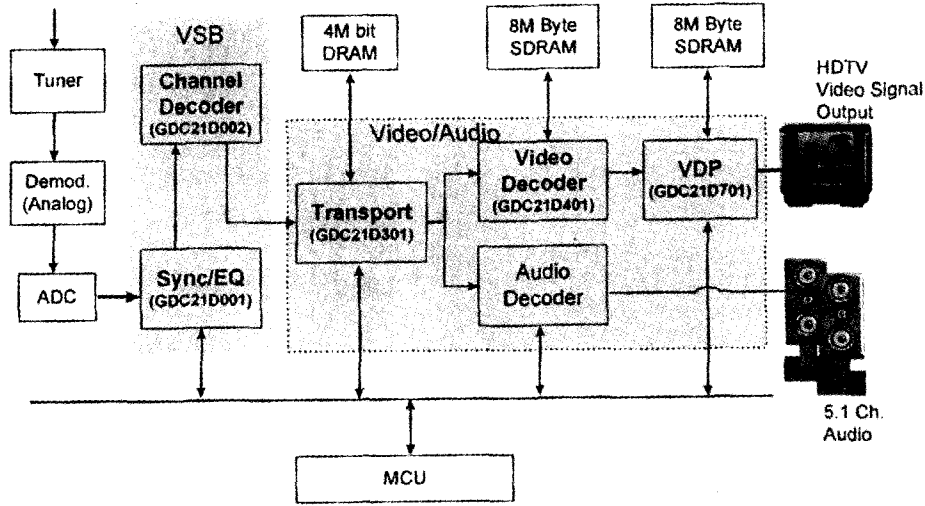 VSB
4M bit
DRAM
8M Byte
SDRAM
8M Byte
SDRAM
Tuner
Channel
Decoder
(GDC21D002)
HDTV
Video Signal
Output
Video/Audio
Demod.
(Analog)
Transport
(GDC21D301)
Video
Decoder
(GDC21D401)
VDP
(GDC21D701)
ADC
Sync/EQ
(GDC21D001)
Audio
Decoder
5.1 Ch.
Audio
MCU